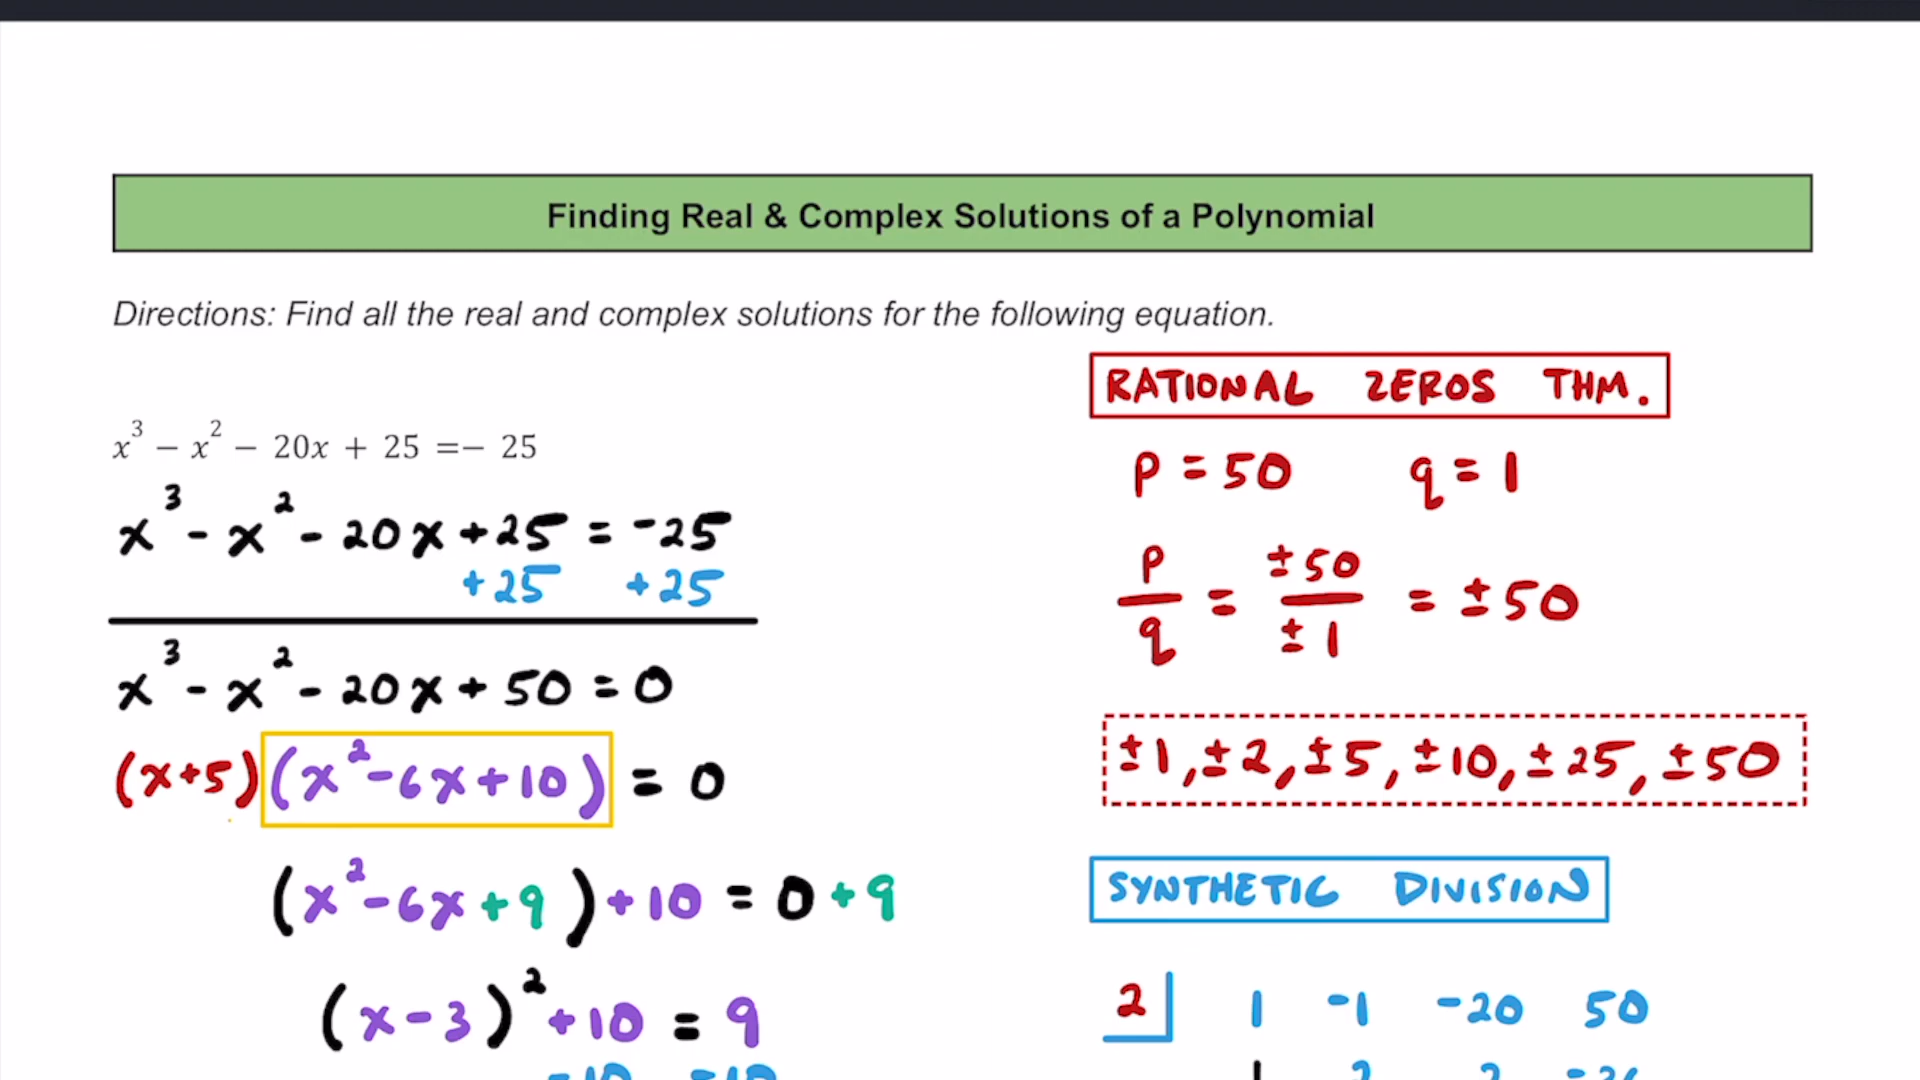 Finding Real & Complex Solutions of a Polynomial
Directions: Find all the real and complex solutions for the following equation.
x³ − x² − 20x + 25 =− 25
x³ - x² - 20x + 25 = -25
+25 +25
x³ - x² - 20x + 50 = 0
(x+5)(x²-6x+10) = 0
(x²-6x+9)+10 = 0+9
(x-3)²+10 = 9
-10 -10
RATIONAL ZEROS THM.
p = 50 q = 1
p/q = ±50/±1 = ±50
±1, ±2, ±5, ±10, ±25, ±50
SYNTHETIC DIVISION
2 1 -1 -20 50